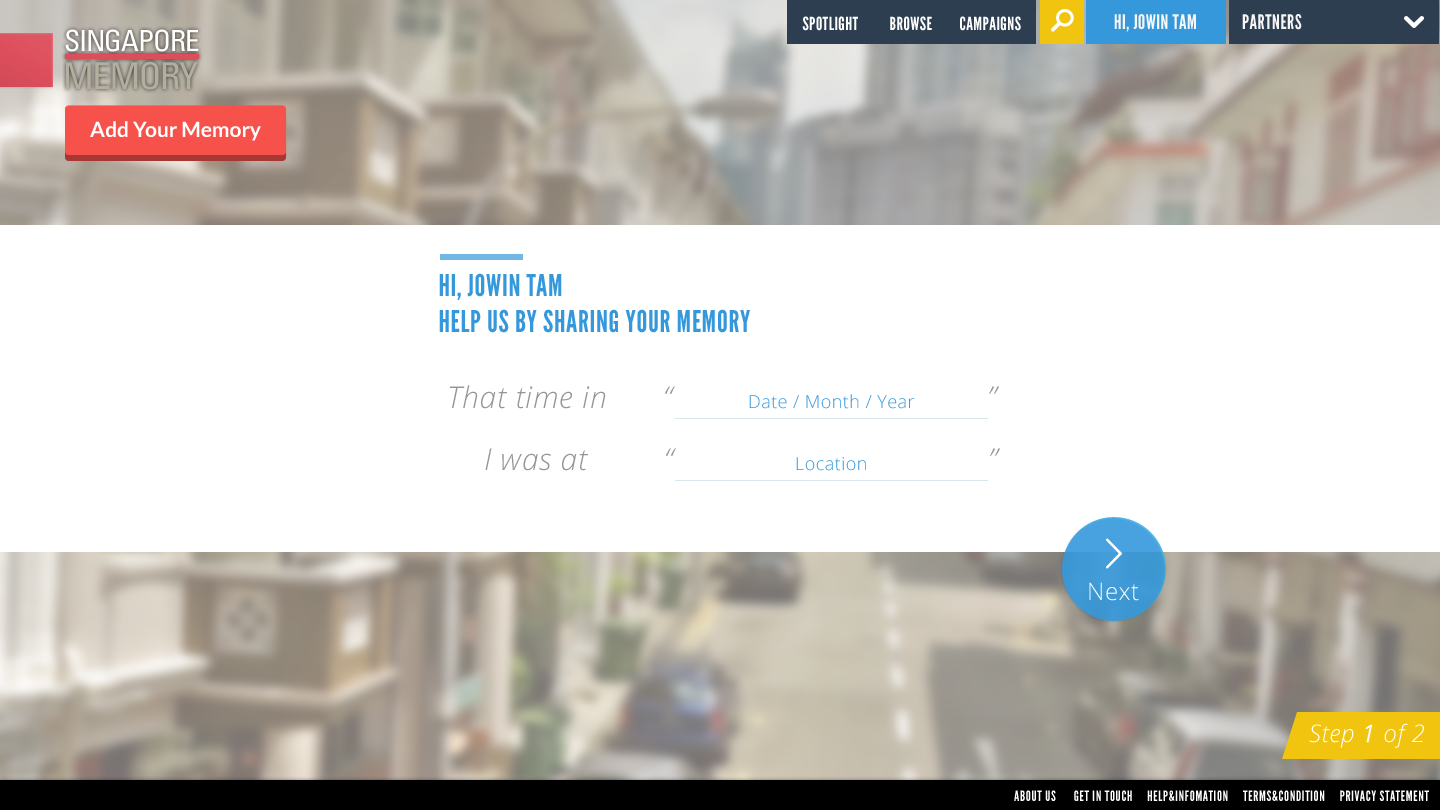 SPOTLIGHT BROWSE CAMPAIGNS HI, JOWIN TAM PARTNERS
SINGAPORE
MEMORY
Add Your Memory
HI, JOWIN TAM
HELP US BY SHARING YOUR MEMORY
That time in “ Date / Month / Year ”
I was at “ Location ”
Next
Step 1 of 2
ABOUT US GET IN TOUCH HELP&INFOMATION TERMS&CONDITION PRIVACY STATEMENT